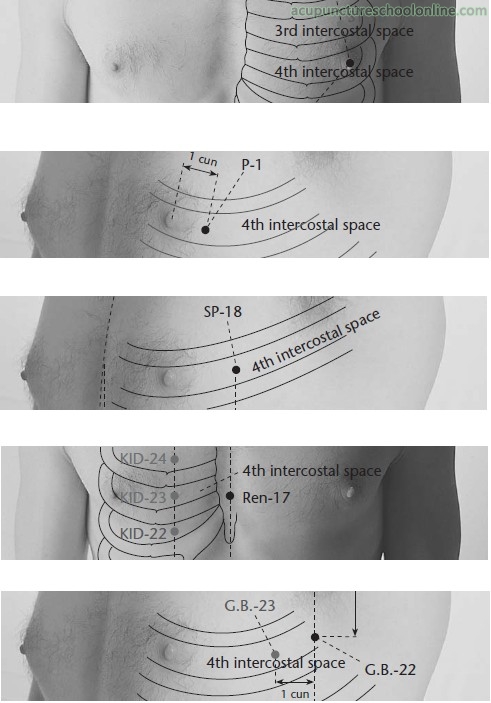 acupunctureschoolonline.com
3rd intercostal space
4th intercostal space
1 cun
P-1
4th intercostal space
SP-18
4th intercostal space
KID-24
4th intercostal space
KID-23
Ren-17
KID-22
G.B.-23
4th intercostal space
G.B.-22
1 cun